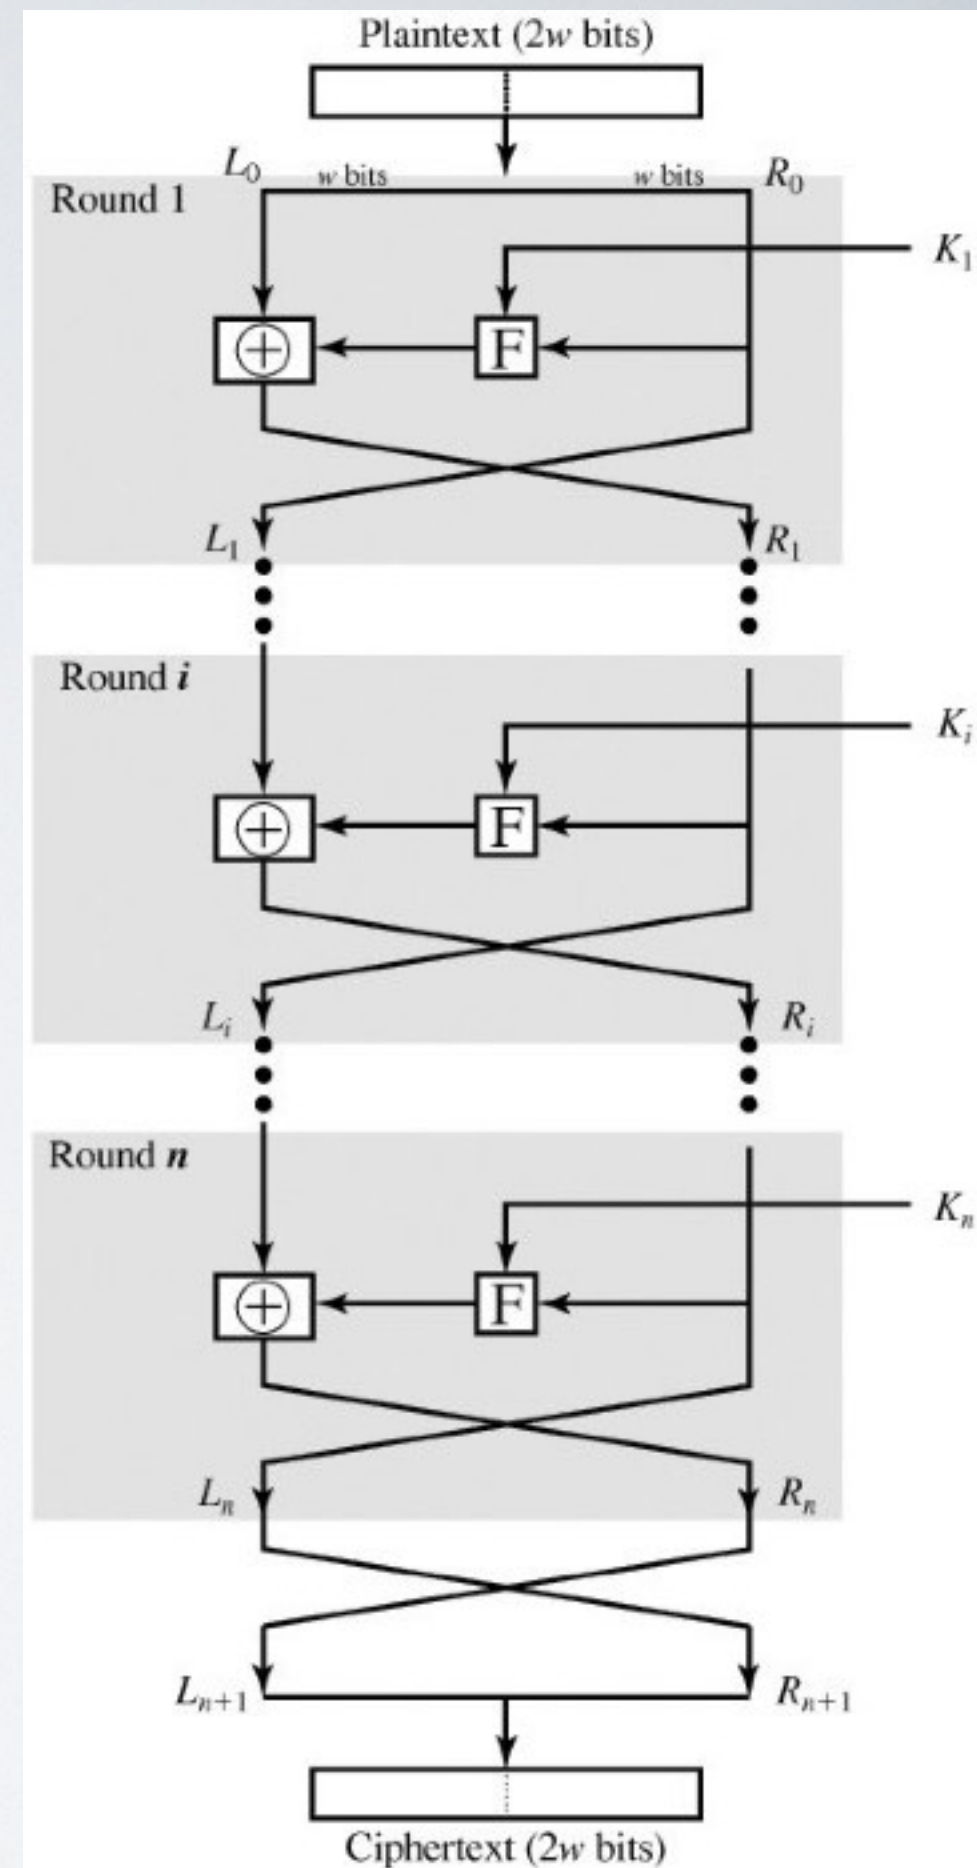 Plaintext (2w bits)
L₀ w bits w bits R₀
Round 1
K₁
⊕ F
L₁ R₁
Round i
Kᵢ
⊕ F
Lᵢ Rᵢ
Round n
Kₙ
⊕ F
Lₙ Rₙ
Lₙ₊₁ Rₙ₊₁
Ciphertext (2w bits)